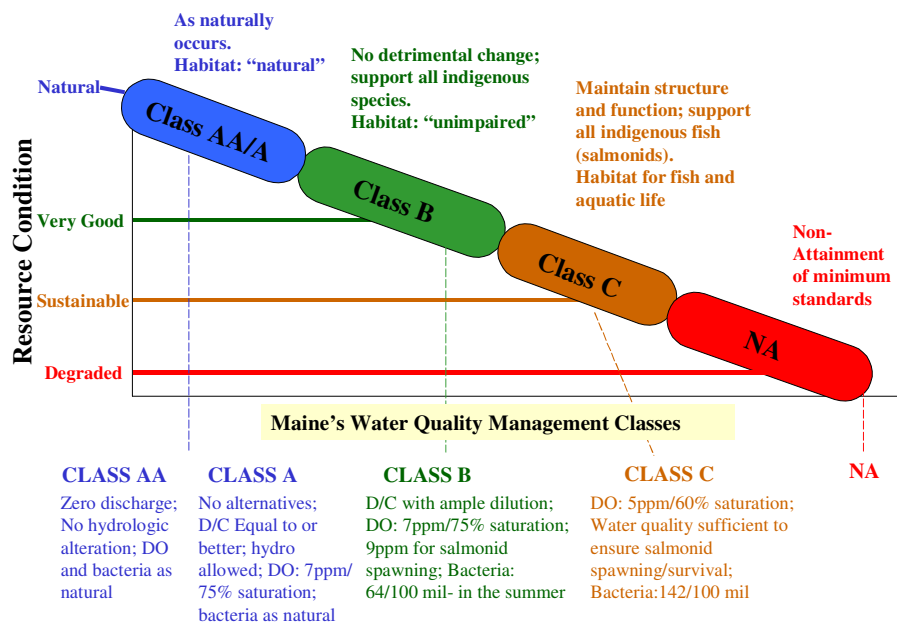 As naturally
occurs.
Habitat: “natural”
No detrimental change;
support all indigenous
species.
Habitat: “unimpaired”
Maintain structure
and function; support
all indigenous fish
(salmonids).
Habitat for fish and
aquatic life
Non-
Attainment
of minimum
standards
Resource Condition
Natural
Very Good
Sustainable
Degraded
Class AA/A
Class B
Class C
NA
Maine’s Water Quality Management Classes
CLASS AA
Zero discharge;
No hydrologic
alteration; DO
and bacteria as
natural
CLASS A
No alternatives;
D/C Equal to or
better; hydro
allowed; DO: 7ppm/
75% saturation;
bacteria as natural
CLASS B
D/C with ample dilution;
DO: 7ppm/75% saturation;
9ppm for salmonid
spawning; Bacteria:
64/100 mil- in the summer
CLASS C
DO: 5ppm/60% saturation;
Water quality sufficient to
ensure salmonid
spawning/survival;
Bacteria:142/100 mil
NA